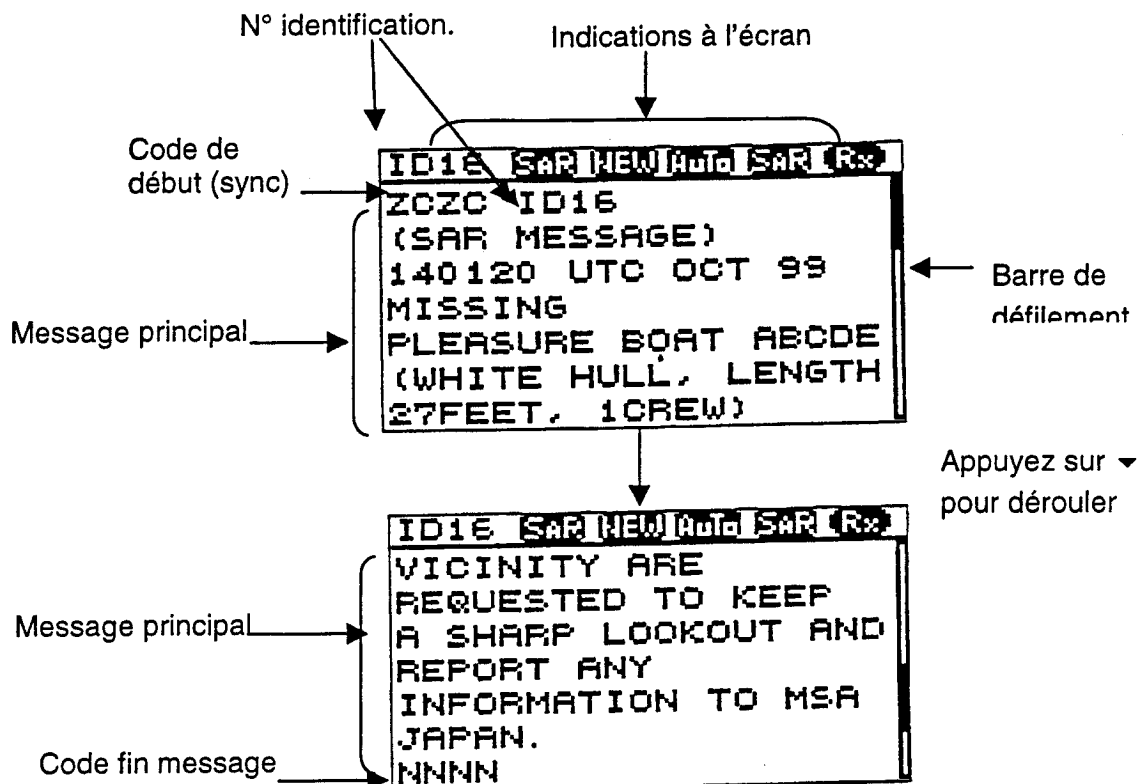 N° identification.
Indications à l'écran
Code de
début (sync)
ID16 SAR NEW AuTo SAR Rx
ZCZC ID16
(SAR MESSAGE)
140120 UTC OCT 99
MISSING
PLEASURE BOAT ABCDE
(WHITE HULL, LENGTH
27FEET, 1CREW)
Message principal
Barre de
défilement
Appuyez sur
pour dérouler
ID16 SAR NEW AuTo SAR Rx
VICINITY ARE
REQUESTED TO KEEP
A SHARP LOOKOUT AND
REPORT ANY
INFORMATION TO MSA
JAPAN.
NNNN
Message principal
Code fin message